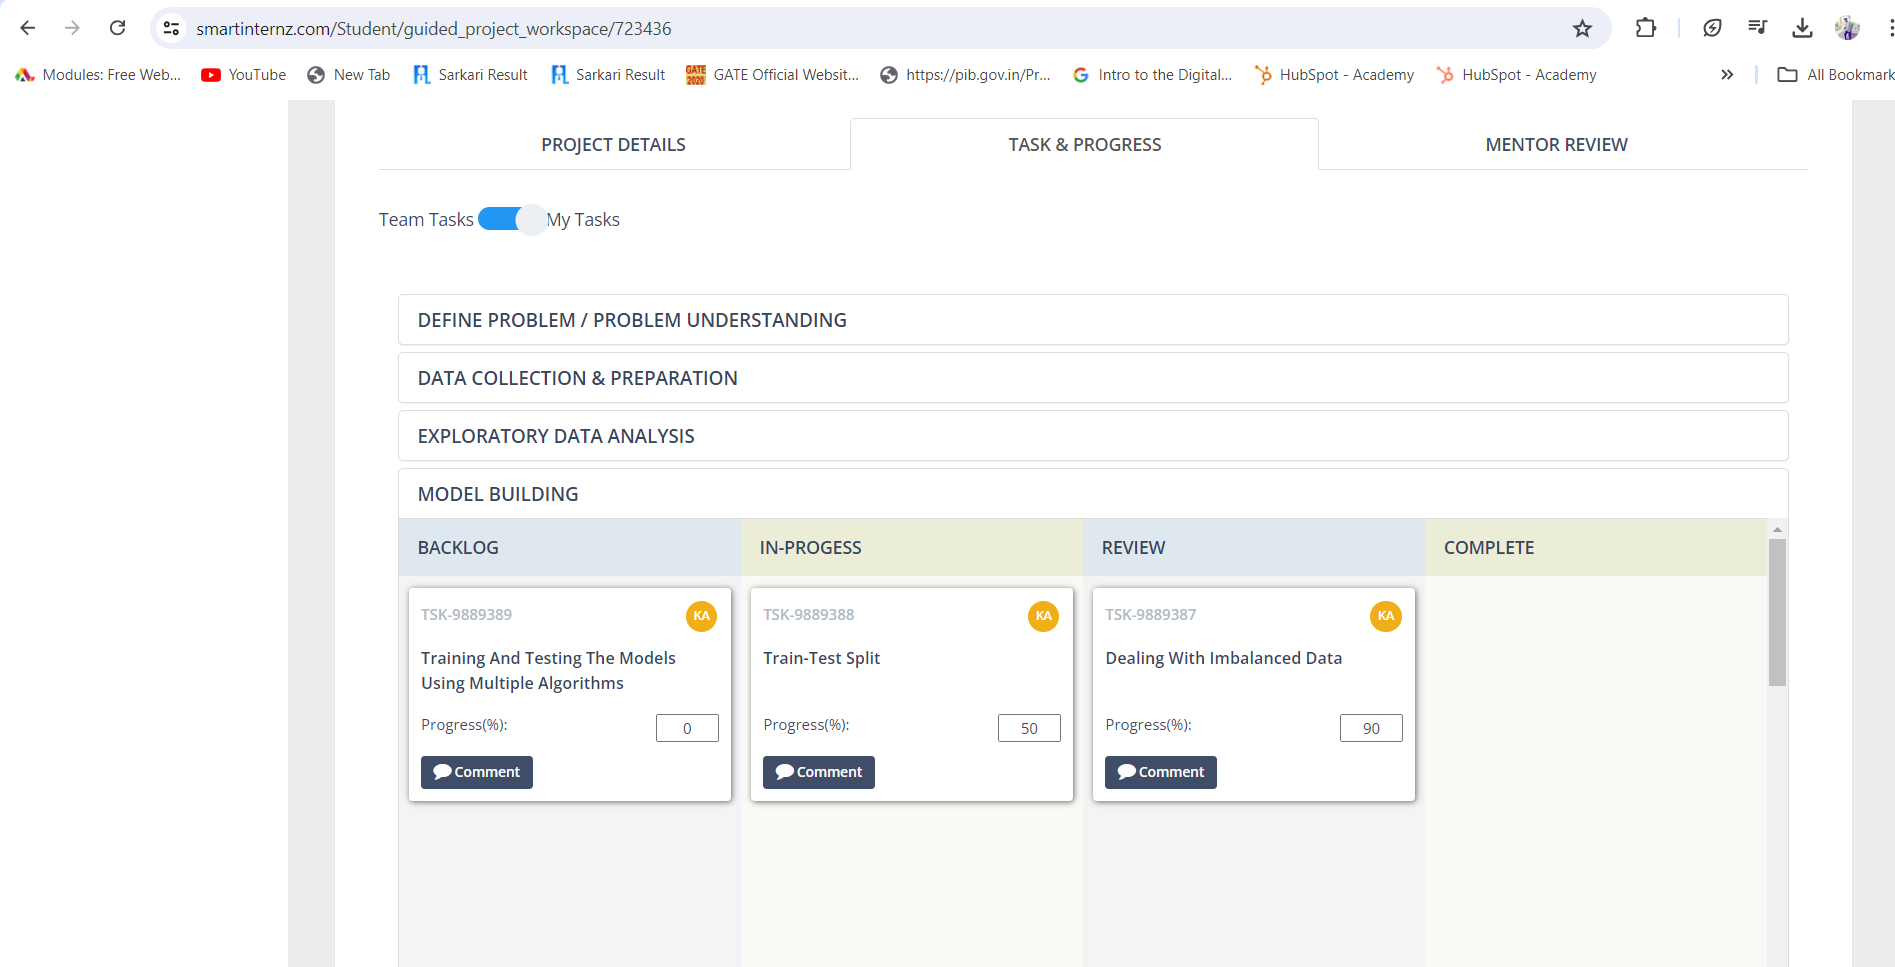 smartinternz.com/Student/guided_project_workspace/723436
Modules: Free Web... YouTube New Tab Sarkari Result Sarkari Result GATE Official Websit... https://pib.gov.in/Pr... Intro to the Digital... HubSpot - Academy HubSpot - Academy » All Bookmark
PROJECT DETAILS TASK & PROGRESS MENTOR REVIEW
Team Tasks My Tasks
DEFINE PROBLEM / PROBLEM UNDERSTANDING
DATA COLLECTION & PREPARATION
EXPLORATORY DATA ANALYSIS
MODEL BUILDING
BACKLOG
TSK-9889389 KA
Training And Testing The Models
Using Multiple Algorithms
Progress(%): 0
Comment
IN-PROGESS
TSK-9889388 KA
Train-Test Split
Progress(%): 50
Comment
REVIEW
TSK-9889387 KA
Dealing With Imbalanced Data
Progress(%): 90
Comment
COMPLETE